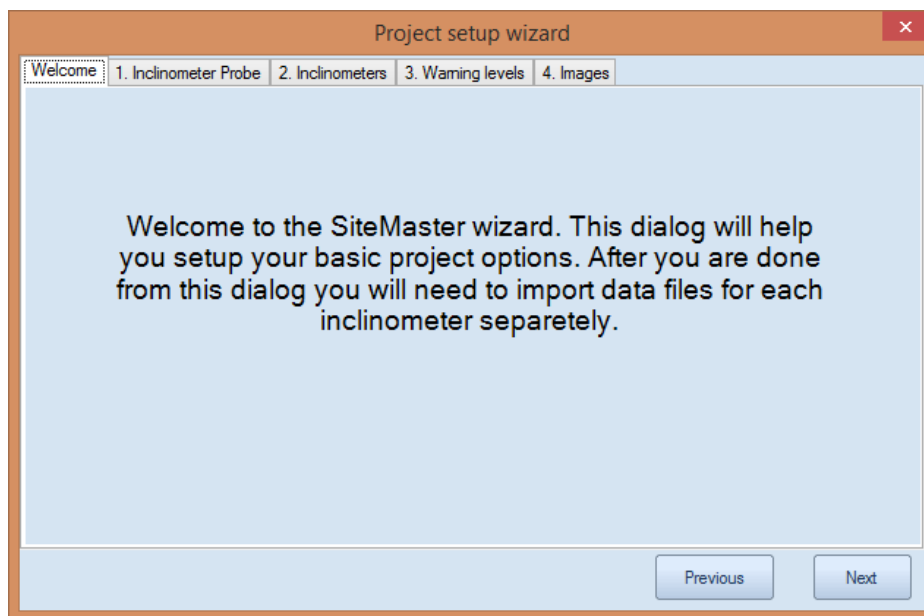 Project setup wizard
Welcome
1. Inclinometer Probe
2. Inclinometers
3. Warning levels
4. Images
Welcome to the SiteMaster wizard. This dialog will help
you setup your basic project options. After you are done
from this dialog you will need to import data files for each
inclinometer separetely.
Previous
Next